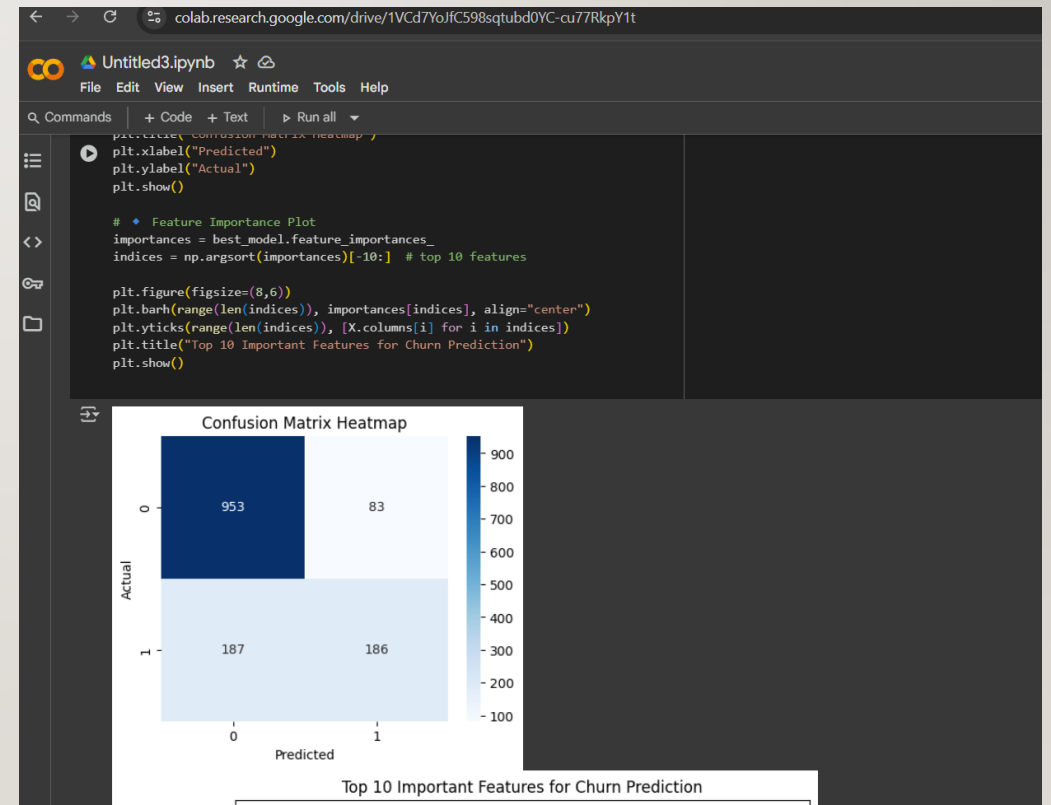 colab.research.google.com/drive/1VCd7YoJfC598sqtubd0YC-cu77RkpY1t
Untitled3.ipynb
File Edit View Insert Runtime Tools Help
Commands + Code + Text Run all
plt.title("Confusion Matrix Heatmap")
plt.xlabel("Predicted")
plt.ylabel("Actual")
plt.show()
# 🔹 Feature Importance Plot
importances = best_model.feature_importances_
indices = np.argsort(importances)[-10:]  # top 10 features
plt.figure(figsize=(8,6))
plt.barh(range(len(indices)), importances[indices], align="center")
plt.yticks(range(len(indices)), [X.columns[i] for i in indices])
plt.title("Top 10 Important Features for Churn Prediction")
plt.show()
Confusion Matrix Heatmap
900
800
700
600
500
400
300
200
100
0
953 83
Actual
1
187 186
0 1
Predicted
Top 10 Important Features for Churn Prediction